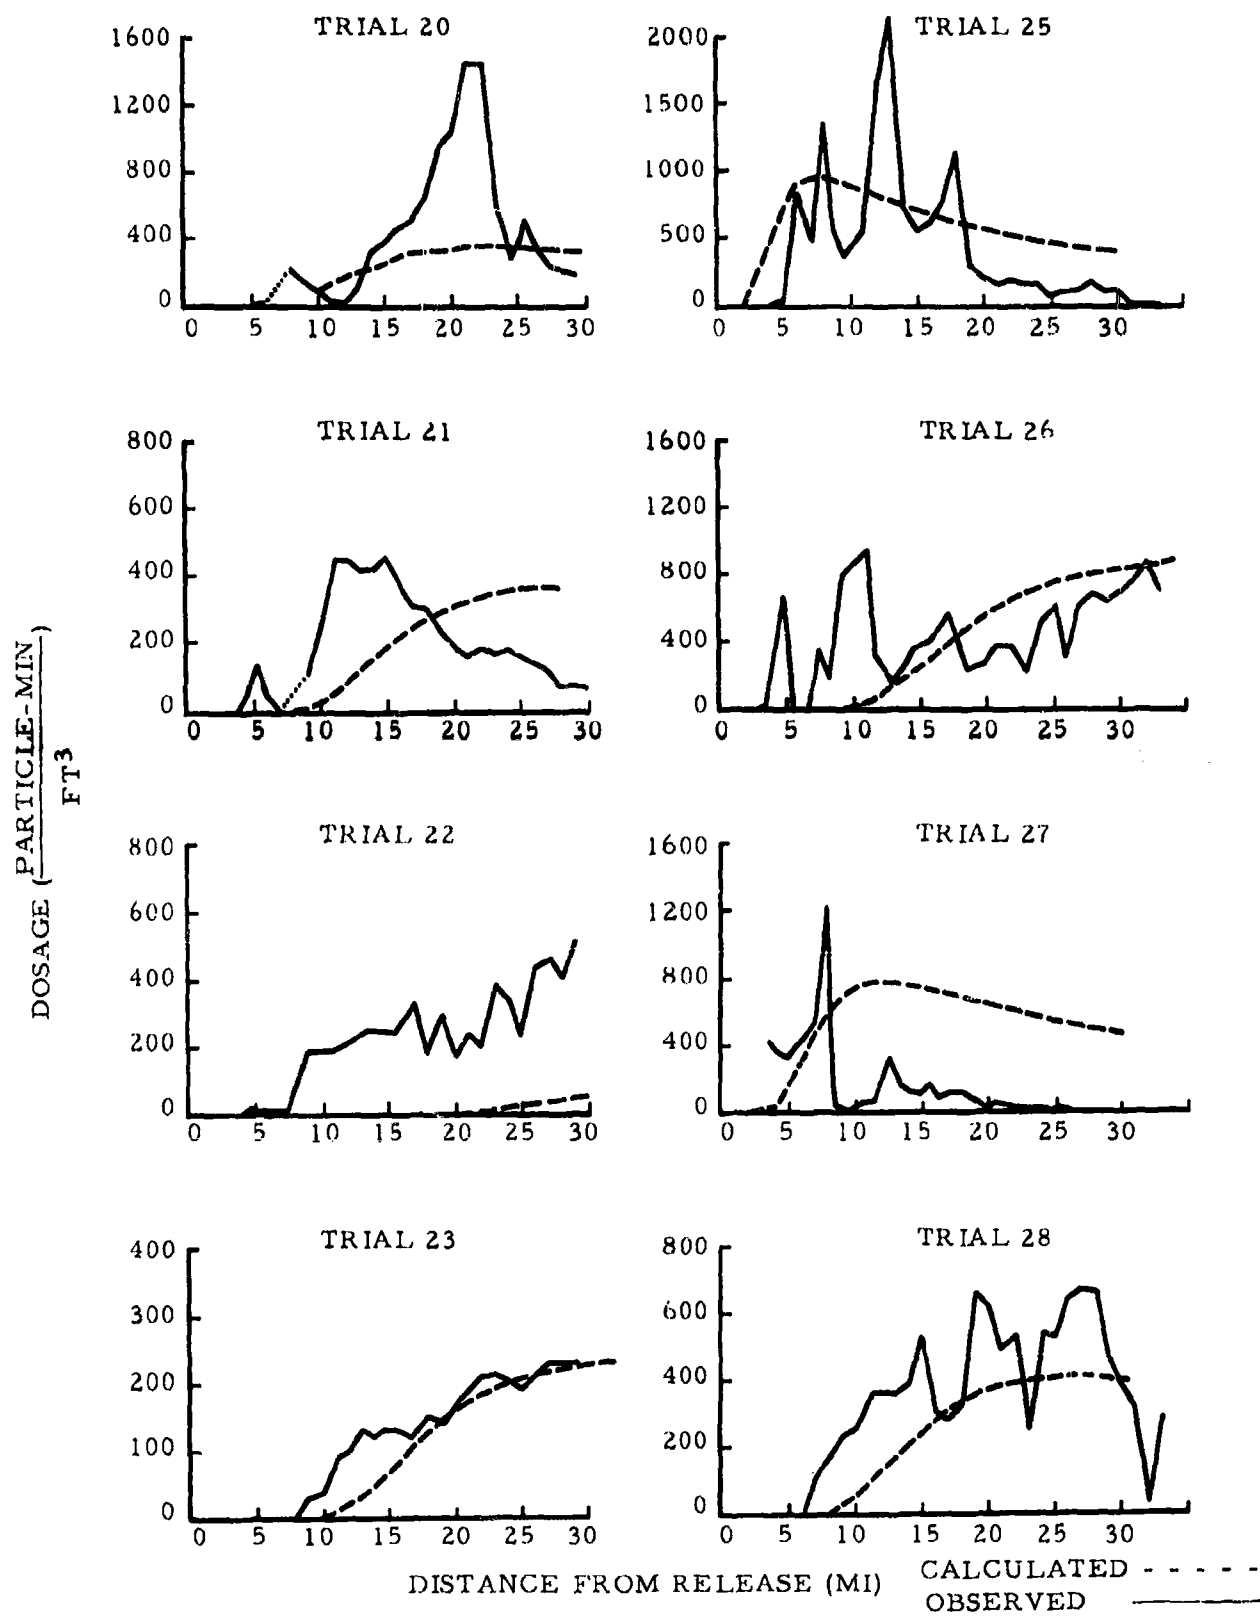 TRIAL 20
1600
1200
800
400
0
0 5 10 15 20 25 30
TRIAL 25
2000
1500
1000
500
0
0 5 10 15 20 25 30
TRIAL 21
800
600
400
200
0
0 5 10 15 20 25 30
TRIAL 26
1600
1200
800
400
0
0 5 10 15 20 25 30
DOSAGE (PARTICLE-MIN
FT³)
TRIAL 22
800
600
400
200
0
0 5 10 15 20 25 30
TRIAL 27
1600
1200
800
400
0
0 5 10 15 20 25 30
TRIAL 23
400
300
200
100
0
0 5 10 15 20 25 30
TRIAL 28
800
600
400
200
0
0 5 10 15 20 25 30
DISTANCE FROM RELEASE (MI)
CALCULATED
OBSERVED